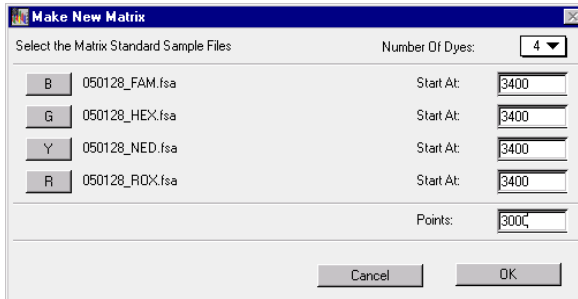 Make New Matrix
Select the Matrix Standard Sample Files Number Of Dyes: 4
B 050128_FAM.fsa Start At: 3400
G 050128_HEX.fsa Start At: 3400
Y 050128_NED.fsa Start At: 3400
R 050128_ROX.fsa Start At: 3400
Points: 3000
Cancel OK